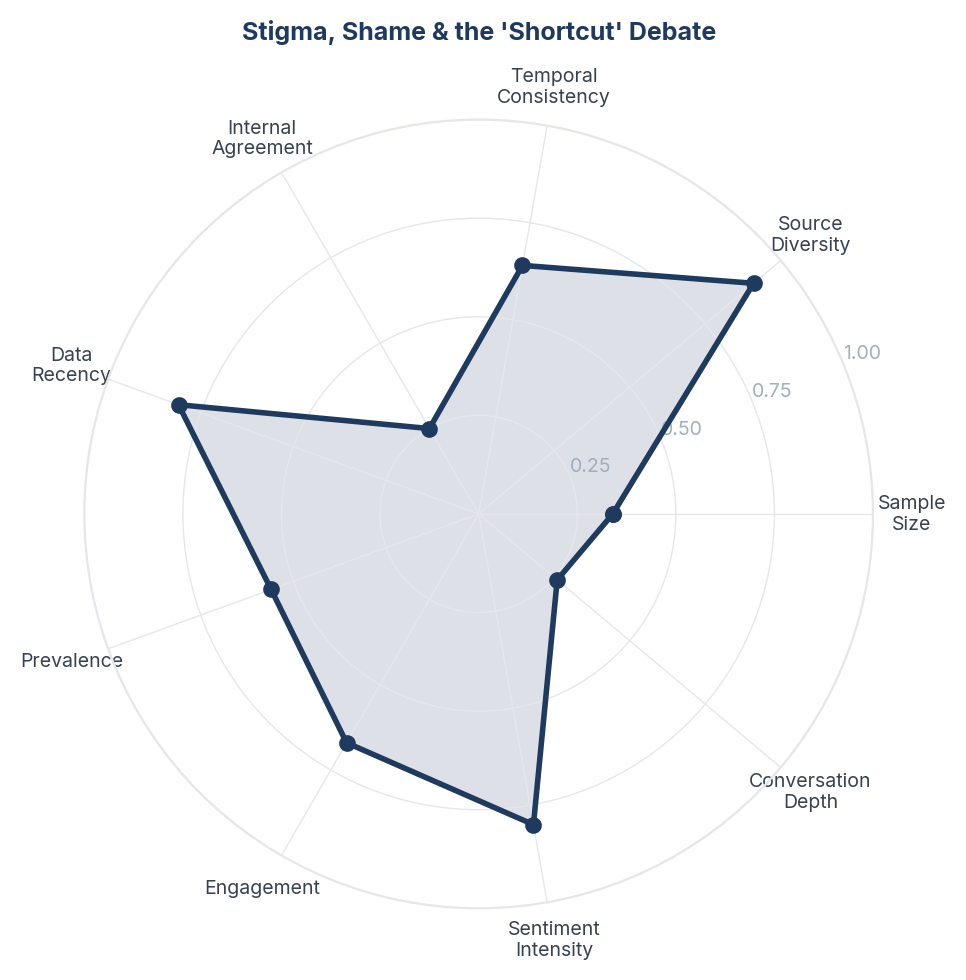 Stigma, Shame & the 'Shortcut' Debate
Temporal
Consistency
Internal
Agreement
Source
Diversity
Data
Recency
1.00
0.75
0.50
0.25
Sample
Size
Prevalence
Conversation
Depth
Engagement
Sentiment
Intensity